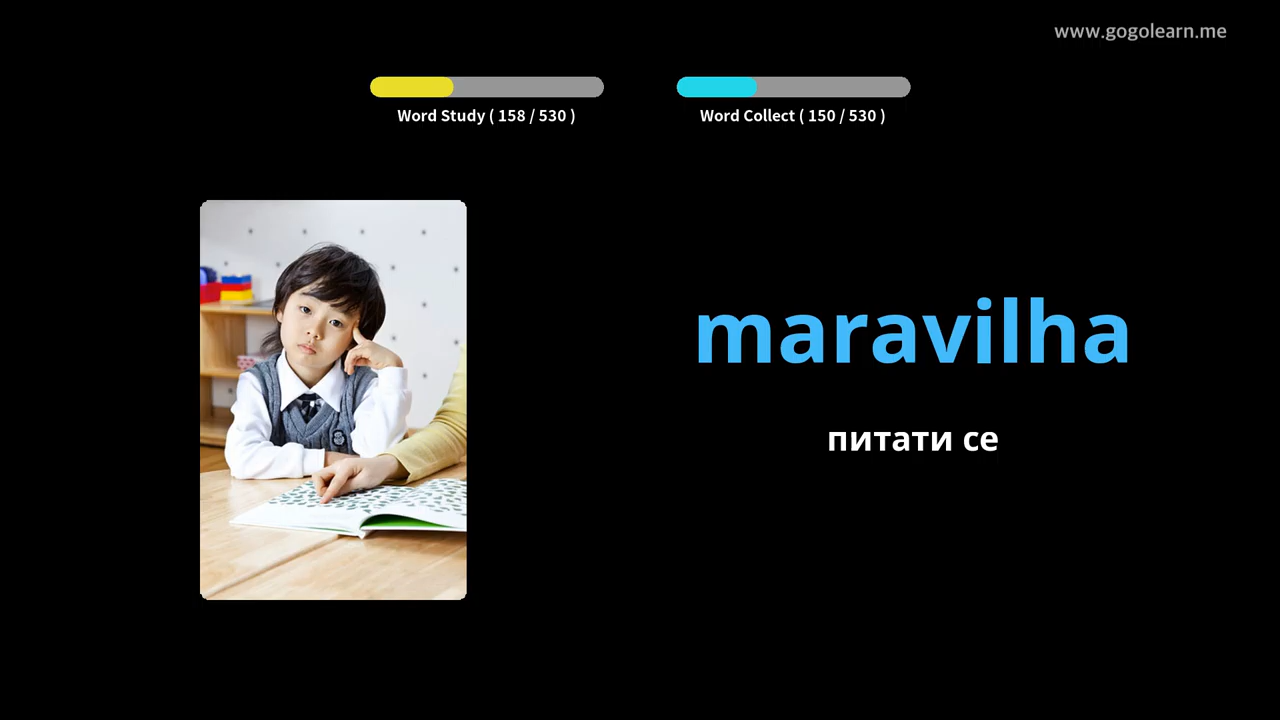 www.gogolearn.me
Word Study ( 158 / 530 )
Word Collect ( 150 / 530 )
maravilha
питати се